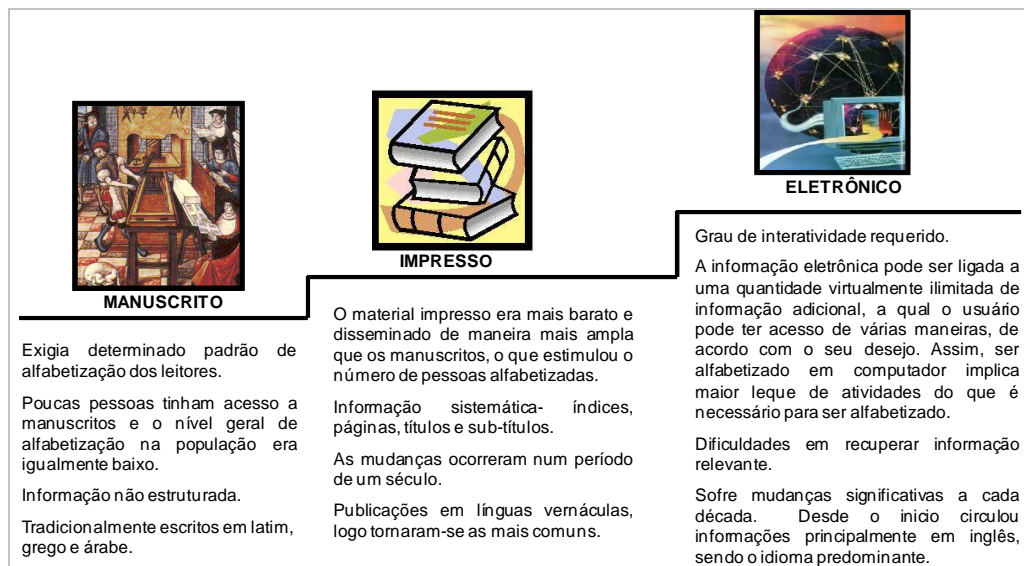 MANUSCRITO
Exigia determinado padrão de
alfabetização dos leitores.
Poucas pessoas tinham acesso a
manuscritos e o nível geral de
alfabetização na população era
igualmente baixo.
Informação não estruturada.
Tradicionalmente escritos em latim,
grego e árabe.
IMPRESSO
O material impresso era mais barato e
disseminado de maneira mais ampla
que os manuscritos, o que estimulou o
número de pessoas alfabetizadas.
Informação sistemática- índices,
páginas, títulos e sub-títulos.
As mudanças ocorreram num período
de um século.
Publicações em línguas vernáculas,
logo tornaram-se as mais comuns.
ELETRÔNICO
Grau de interatividade requerido.
A informação eletrônica pode ser ligada a
uma quantidade virtualmente ilimitada de
informação adicional, a qual o usuário
pode ter acesso de várias maneiras, de
acordo com o seu desejo. Assim, ser
alfabetizado em computador implica
maior leque de atividades do que é
necessário para ser alfabetizado.
Dificuldades em recuperar informação
relevante.
Sofre mudanças significativas a cada
década. Desde o inicio circulou
informações principalmente em inglês,
sendo o idioma predominante.